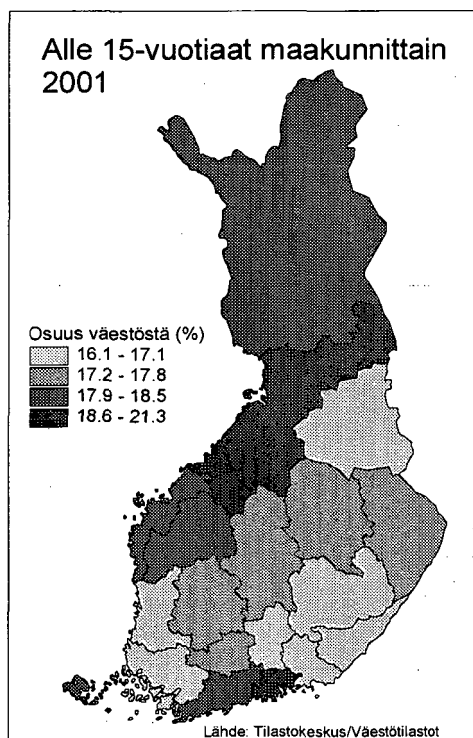 Alle 15-vuotiaat maakunnittain
2001
Osuus väestöstä (%)
16.1 - 17.1
17.2 - 17.8
17.9 - 18.5
18.6 - 21.3
Lähde: Tilastokeskus/Väestötilastot